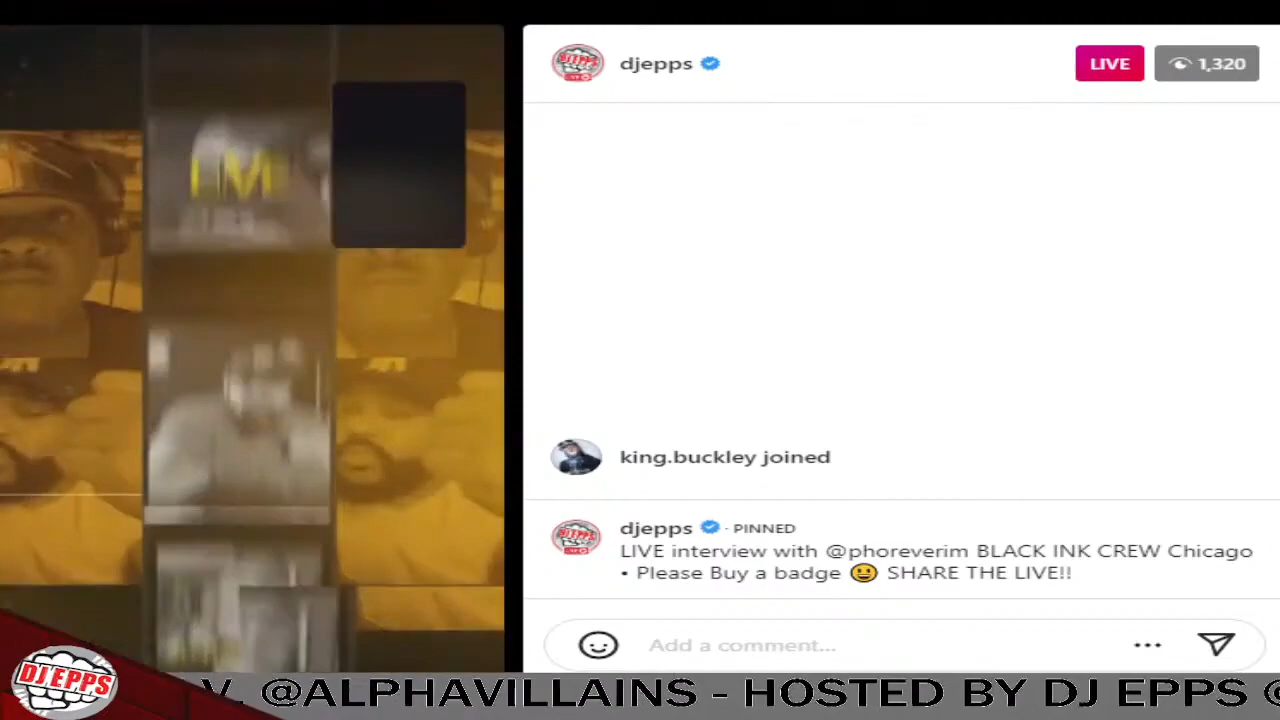 djepps
LIVE
1,320
LIVE
king.buckley joined
djepps · PINNED
LIVE interview with @phoreverim BLACK INK CREW Chicago
• Please Buy a badge 😃 SHARE THE LIVE!!
Add a comment...
DJ EPPS
V. @ALPHAVILLAINS - HOSTED BY DJ EPPS @